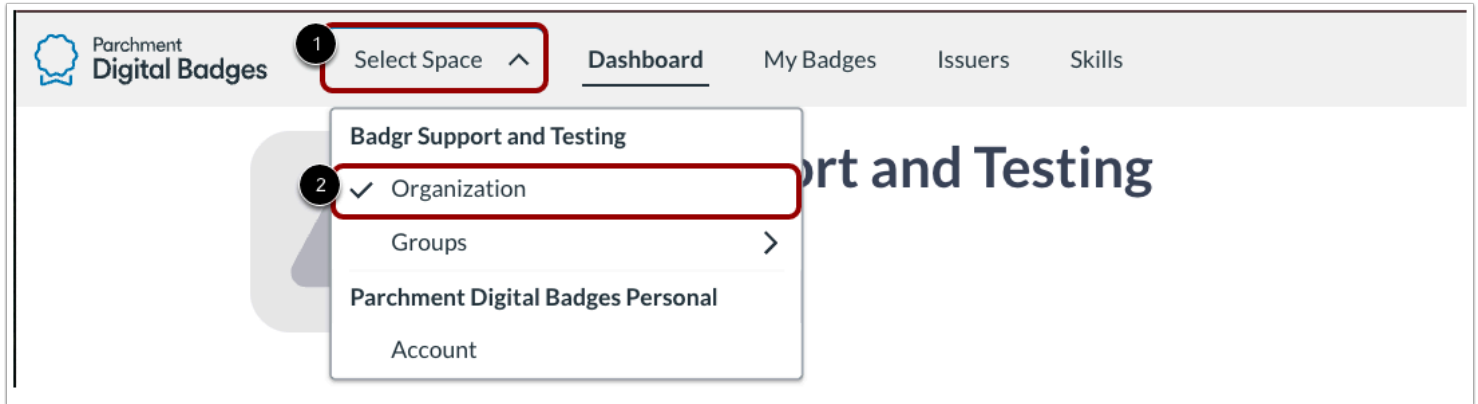 Parchment
Digital Badges
1
Select Space
Dashboard
My Badges
Issuers
Skills
Badgr Support and Testing
2
Organization
Groups
Parchment Digital Badges Personal
Account
and Testing